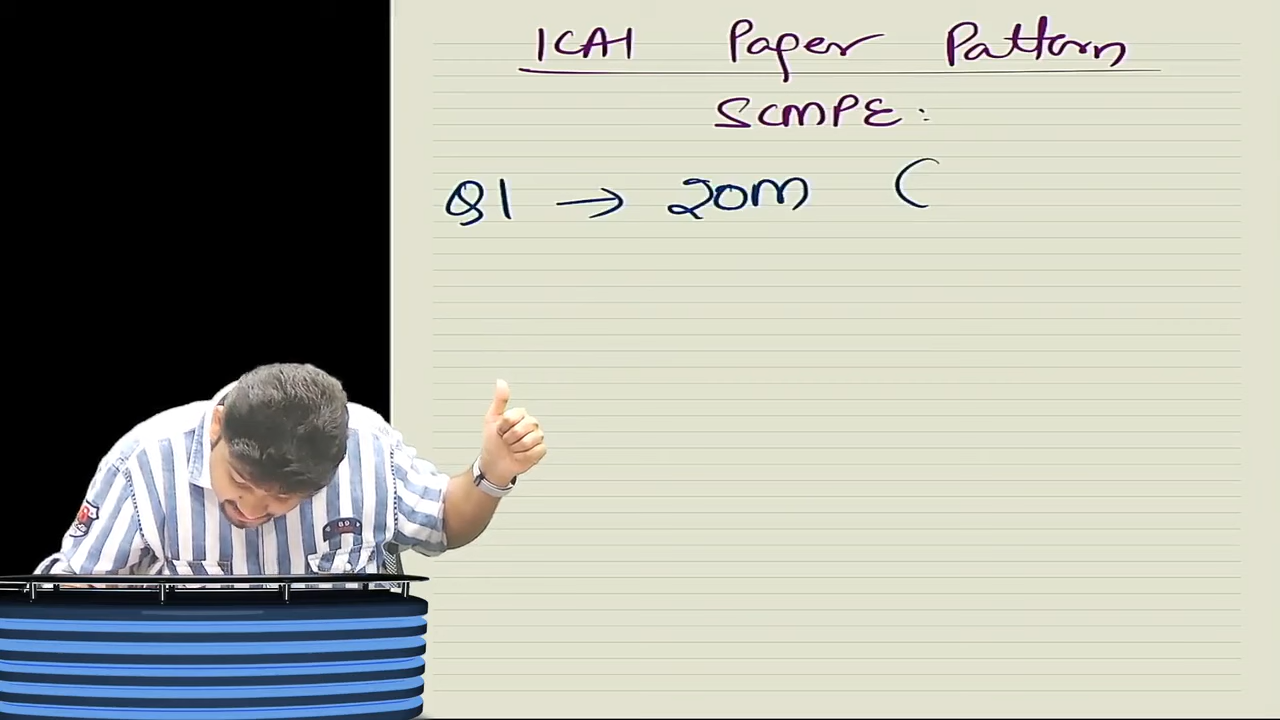 ICAI Paper Pattern
SCMPE :
Q1 → 20m (